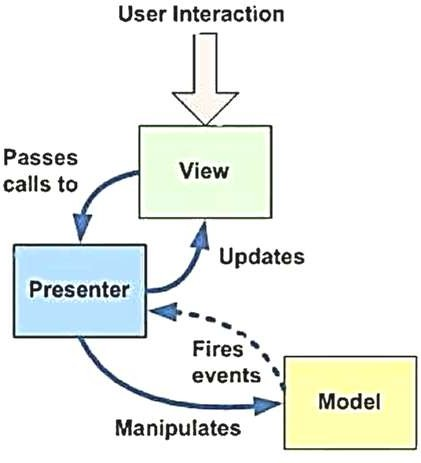 User Interaction
View
Passes
calls to
Updates
Presenter
Fires
events
Model
Manipulates